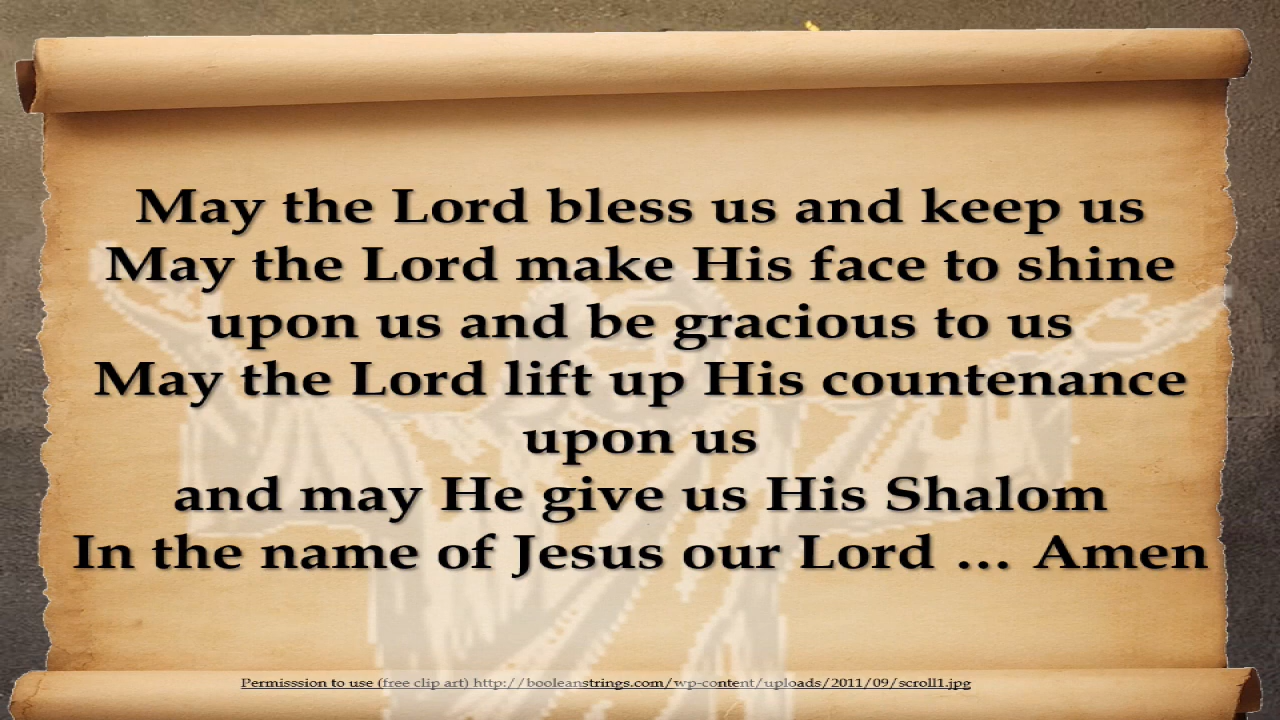 May the Lord bless us and keep us
May the Lord make His face to shine
upon us and be gracious to us
May the Lord lift up His countenance
upon us
and may He give us His Shalom
In the name of Jesus our Lord … Amen
Permisssion to use (free clip art) http://booleanstrings.com/wp-content/uploads/2011/09/scroll1.jpg